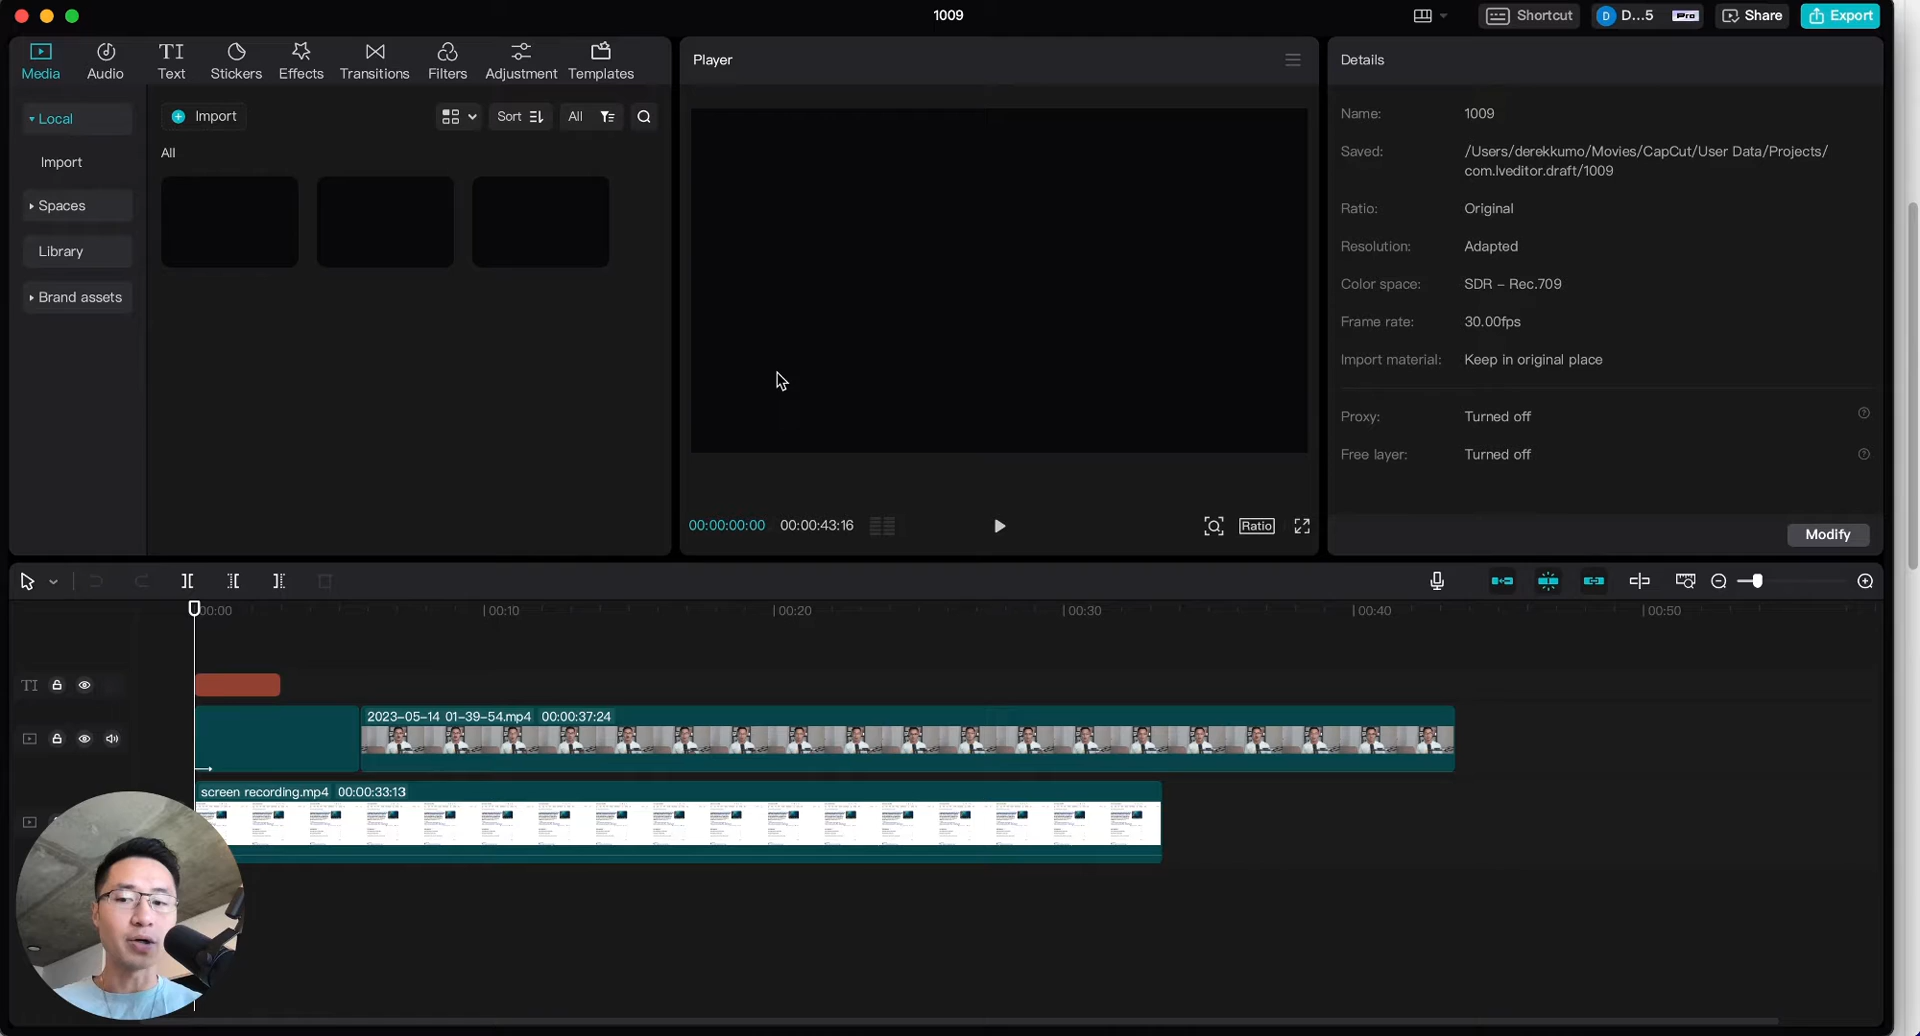 1009
Shortcut
D
D...5
Pro
Share
Export
Media
Audio
TI
Text
Stickers
Effects
Transitions
Filters
Adjustment
Templates
Local
Import
Spaces
Library
Brand assets
Import
Sort
All
All
Player
00:00:00:00
00:00:43:16
Ratio
Details
Name:
1009
Saved:
/Users/derekkumo/Movies/CapCut/User Data/Projects/
com.lveditor.draft/1009
Ratio:
Original
Resolution:
Adapted
Color space:
SDR – Rec.709
Frame rate:
30.00fps
Import material:
Keep in original place
Proxy:
Turned off
Free layer:
Turned off
Modify
00:00
00:10
00:20
00:30
00:40
00:50
TI
2023-05-14 01-39-54.mp4 00:00:37:24
screen recording.mp4 00:00:33:13